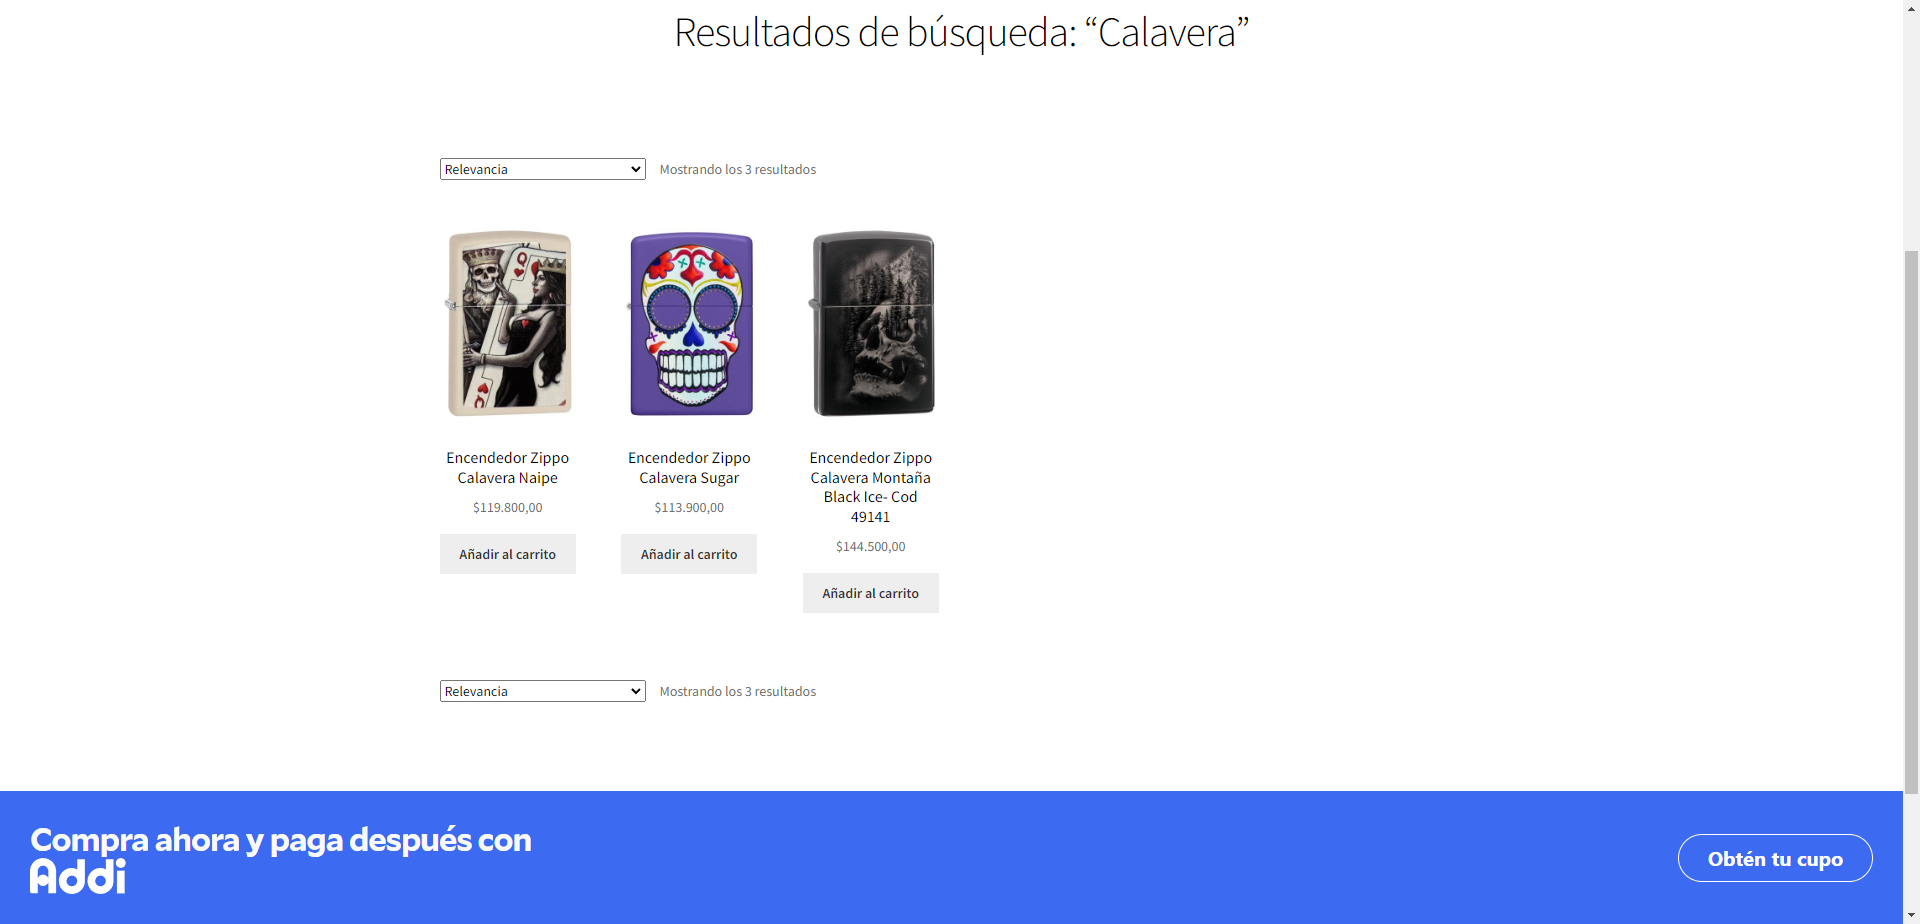 Resultados de búsqueda: “Calavera”
Relevancia
Mostrando los 3 resultados
Q
Q
Encendedor Zippo
Calavera Naipe
$119.800,00
Añadir al carrito
Encendedor Zippo
Calavera Sugar
$113.900,00
Añadir al carrito
Encendedor Zippo
Calavera Montaña
Black Ice- Cod
49141
$144.500,00
Añadir al carrito
Relevancia
Mostrando los 3 resultados
Compra ahora y paga después con
Addi
Obtén tu cupo